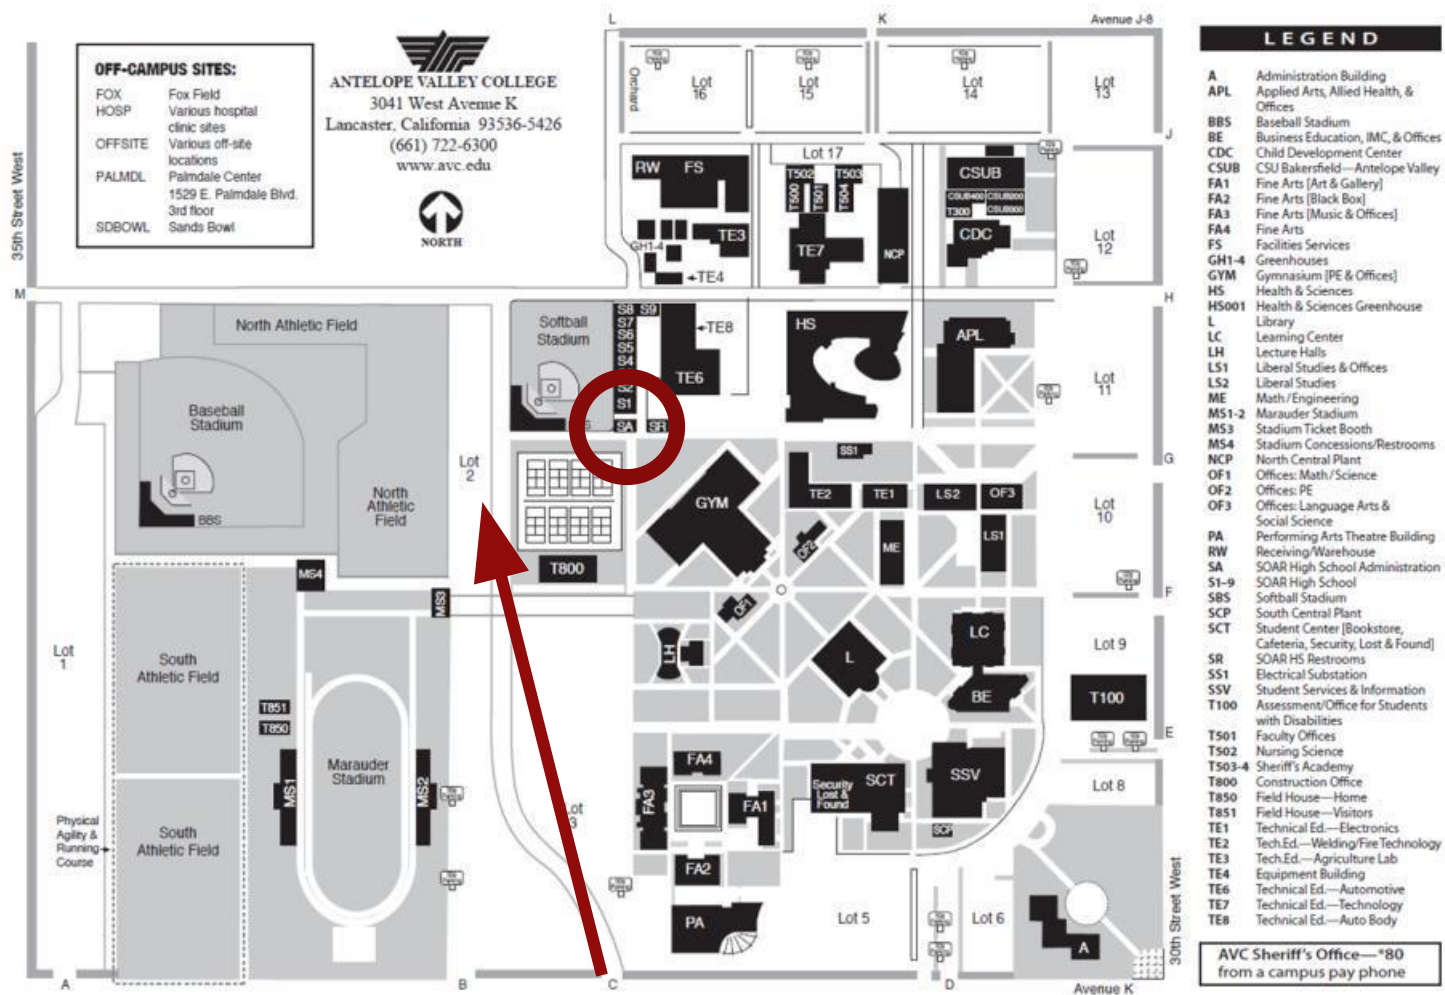 L
K
Avenue J-8
OFF-CAMPUS SITES:
FOX Fox Field
HOSP Various hospital
clinic sites
OFFSITE Various off-site
locations
PALMDL Palmdale Center
1529 E. Palmdale Blvd.
3rd floor
SDBOWL Sands Bowl
ANTELOPE VALLEY COLLEGE
3041 West Avenue K
Lancaster, California 93536-5426
(661) 722-6300
www.avc.edu
NORTH
35th Street West
Orchard
Lot
16
Lot
15
Lot
14
Lot
13
J
Lot 17
RW
FS
T502
T503
T500
T501
T504
CSUB
CSUB400
CSUB200
T300
CSUB300
CDC
TE3
GH1-4
TE4
TE7
NCP
Lot
12
M
H
North Athletic Field
Softball
Stadium
S8
S9
S7
S6
S5
S4
S2
S1
SA
SR
TE8
TE6
HS
APL
Lot
11
Baseball
Stadium
BBS
North
Athletic
Field
Lot
2
GYM
SS1
TE2
TE1
LS2
OF3
G
Lot
10
OF2
ME
LS1
T800
MS4
MS3
OF1
F
Lot
1
South
Athletic Field
LH
L
LC
Lot 9
BE
T100
T851
T850
E
Marauder
Stadium
MS1
MS2
FA4
FA3
FA1
FA2
Security
Lost &
Found
SCT
SSV
SCP
Lot 8
3
Physical
Agility &
Running
Course
South
Athletic Field
PA
Lot 5
Lot 6
A
30th Street West
A
B
C
D
Avenue K
LEGEND
A Administration Building
APL Applied Arts, Allied Health, &
Offices
BBS Baseball Stadium
BE Business Education, IMC, & Offices
CDC Child Development Center
CSUB CSU Bakersfield—Antelope Valley
FA1 Fine Arts [Art & Gallery]
FA2 Fine Arts [Black Box]
FA3 Fine Arts [Music & Offices]
FA4 Fine Arts
FS Facilities Services
GH1-4 Greenhouses
GYM Gymnasium [PE & Offices]
HS Health & Sciences
HS001 Health & Sciences Greenhouse
L Library
LC Learning Center
LH Lecture Halls
LS1 Liberal Studies & Offices
LS2 Liberal Studies
ME Math/Engineering
MS1-2 Marauder Stadium
MS3 Stadium Ticket Booth
MS4 Stadium Concessions/Restrooms
NCP North Central Plant
OF1 Offices: Math/Science
OF2 Offices: PE
OF3 Offices: Language Arts &
Social Science
PA Performing Arts Theatre Building
RW Receiving/Warehouse
SA SOAR High School Administration
S1-9 SOAR High School
SBS Softball Stadium
SCP South Central Plant
SCT Student Center [Bookstore,
Cafeteria, Security, Lost & Found]
SR SOAR HS Restrooms
SS1 Electrical Substation
SSV Student Services & Information
T100 Assessment/Office for Students
with Disabilities
T501 Faculty Offices
T502 Nursing Science
T503-4 Sheriff's Academy
T800 Construction Office
T850 Field House—Home
T851 Field House—Visitors
TE1 Technical Ed.—Electronics
TE2 Tech.Ed.—Welding/Fire Technology
TE3 Tech.Ed.—Agriculture Lab
TE4 Equipment Building
TE6 Technical Ed.—Automotive
TE7 Technical Ed.—Technology
TE8 Technical Ed.—Auto Body
AVC Sheriff's Office—*80
from a campus pay phone